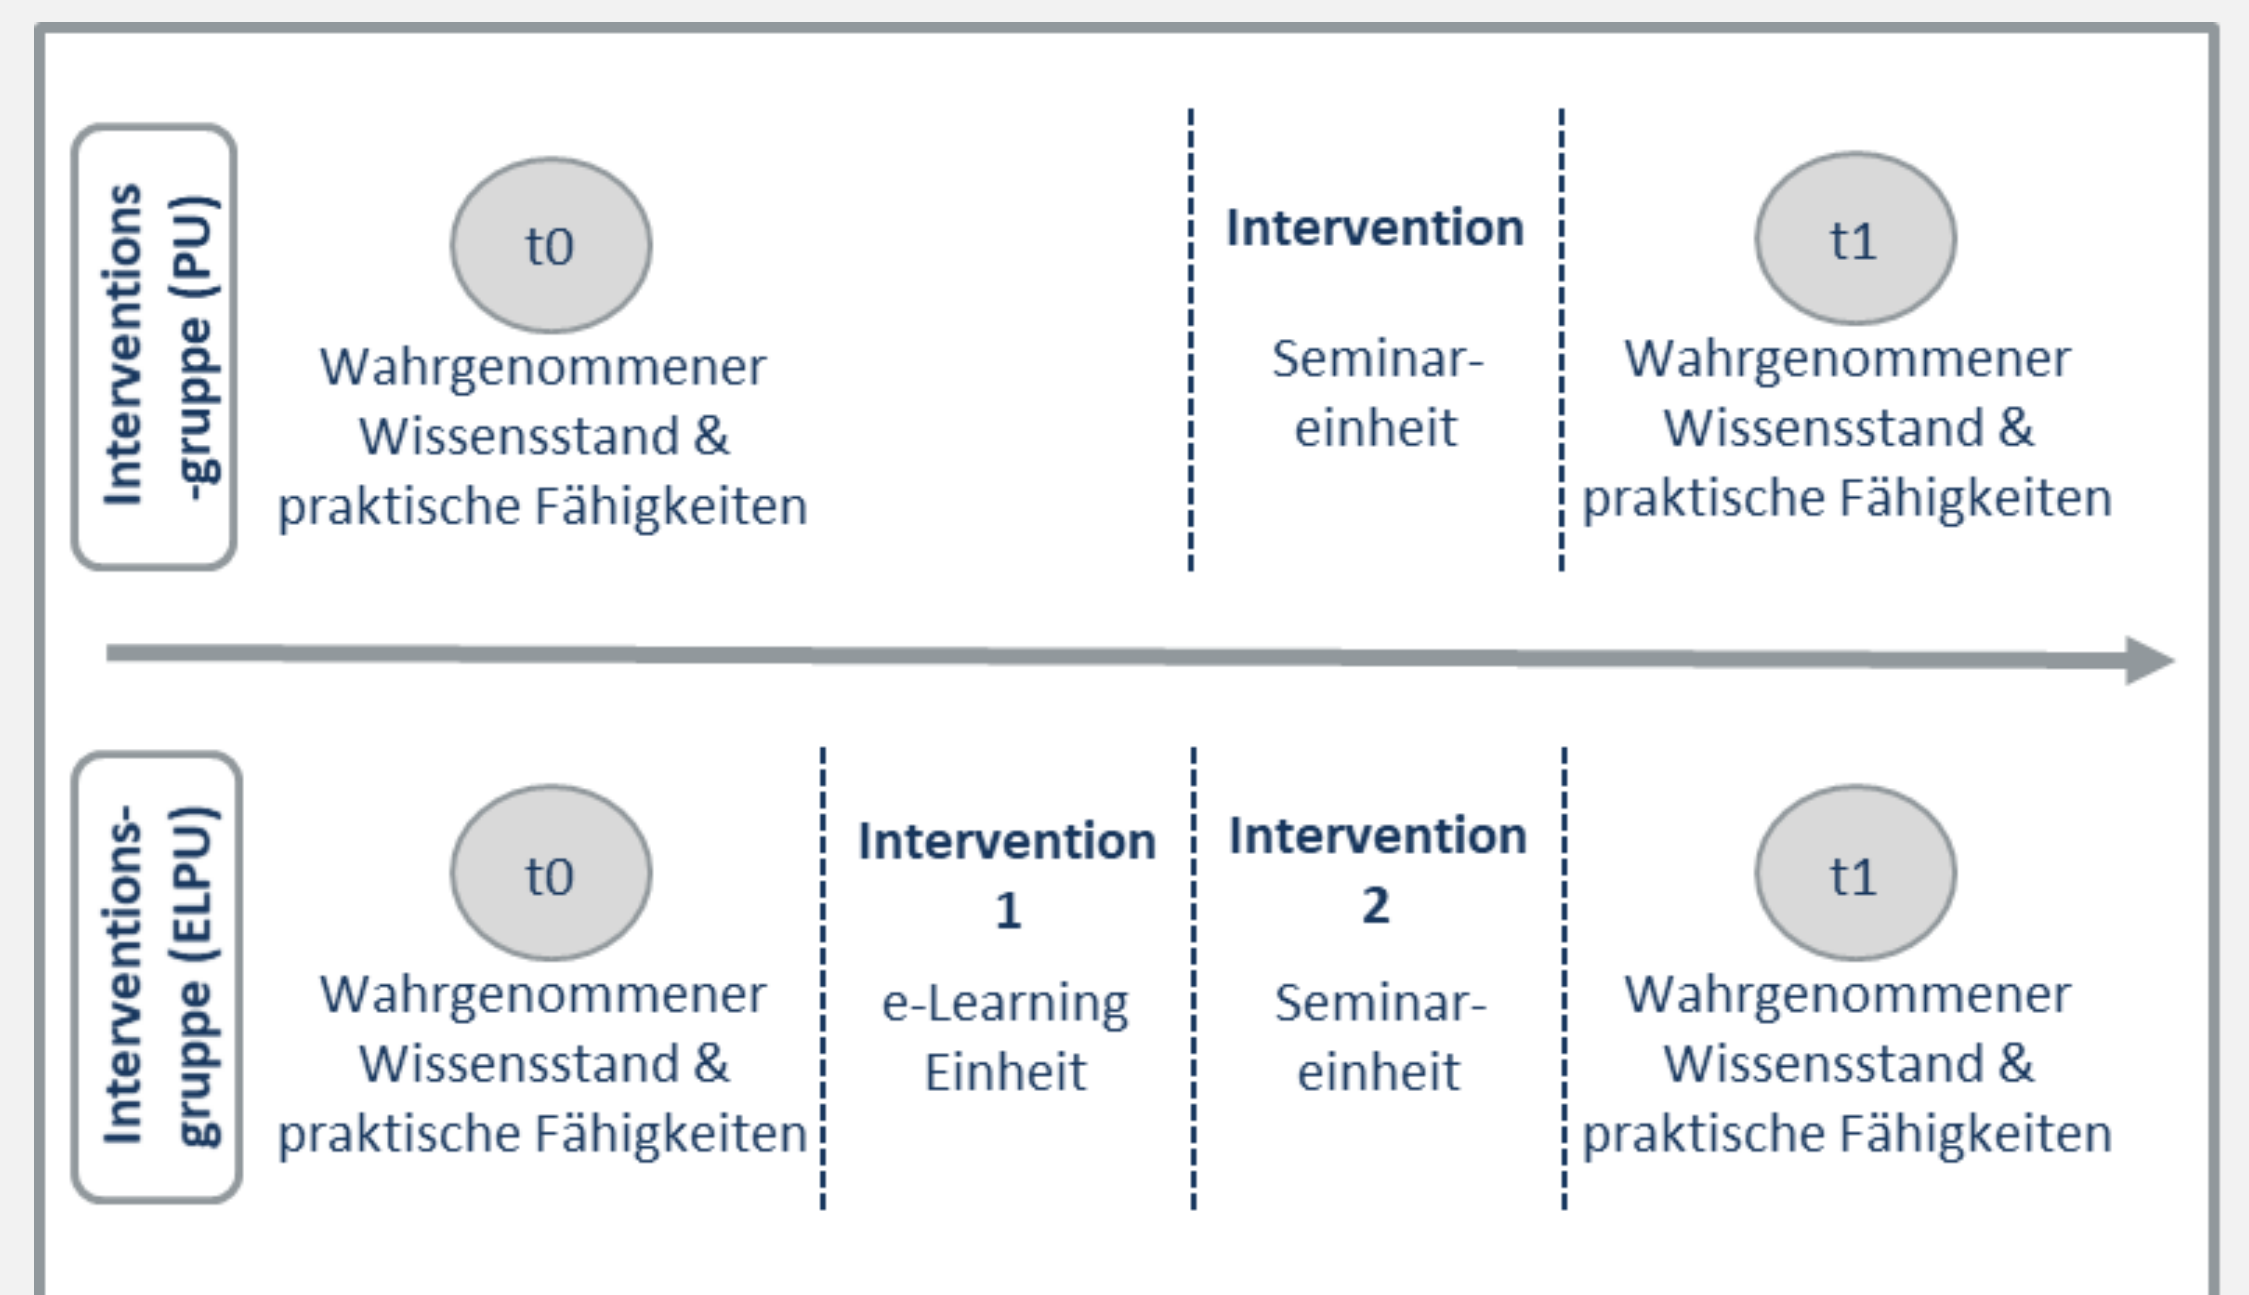 Interventions
-gruppe (PU)
t0
Wahrgenommener
Wissensstand &
praktische Fähigkeiten
Intervention
Seminar-
einheit
t1
Wahrgenommener
Wissensstand &
praktische Fähigkeiten
Interventions-
gruppe (ELPU)
t0
Wahrgenommener
Wissensstand &
praktische Fähigkeiten
Intervention
1
e-Learning
Einheit
Intervention
2
Seminar-
einheit
t1
Wahrgenommener
Wissensstand &
praktische Fähigkeiten